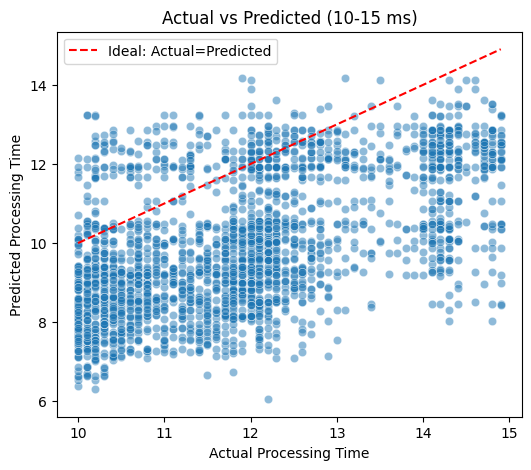 Actual vs Predicted (10-15 ms)
Ideal: Actual=Predicted
Predicted Processing Time
14
12
10
8
6
10 11 12 13 14 15
Actual Processing Time